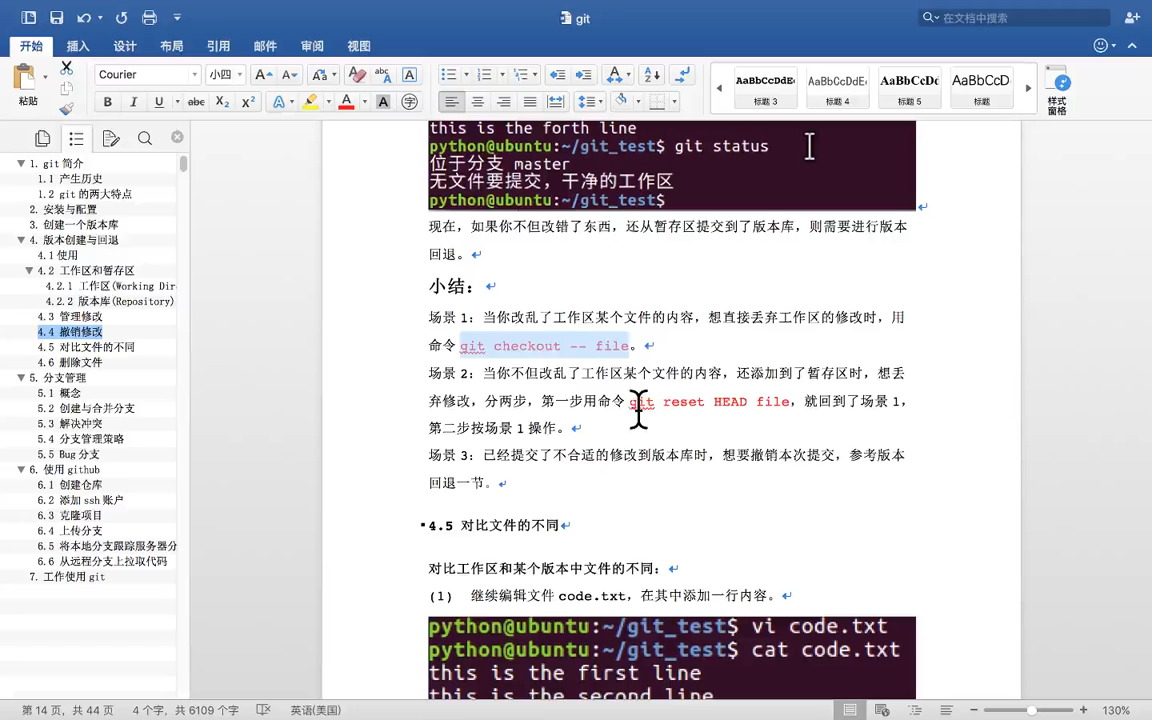 git
在文档中搜索
开始 插入 设计 布局 引用 邮件 审阅 视图
粘贴
Courier
小四
AaBbCcDdE
标题 3
AaBbCcDdE
标题 4
AaBbCcDc
标题 5
AaBbCcD
标题
样式
窗格
1. git 简介
1.1 产生历史
1.2 git 的两大特点
2. 安装与配置
3. 创建一个版本库
4. 版本创建与回退
4.1 使用
4.2 工作区和暂存区
4.2.1 工作区(Working Dir
4.2.2 版本库(Repository)
4.3 管理修改
4.4 撤销修改
4.5 对比文件的不同
4.6 删除文件
5. 分支管理
5.1 概念
5.2 创建与合并分支
5.3 解决冲突
5.4 分支管理策略
5.5 Bug 分支
6. 使用 github
6.1 创建仓库
6.2 添加 ssh 账户
6.3 克隆项目
6.4 上传分支
6.5 将本地分支跟踪服务器分
6.6 从远程分支上拉取代码
7. 工作使用 git
this is the forth line
python@ubuntu:~/git_test$ git status
位于分支 master
无文件要提交，干净的工作区
python@ubuntu:~/git_test$
现在，如果你不但改错了东西，还从暂存区提交到了版本库，则需要进行版本
回退。
小结：
场景 1：当你改乱了工作区某个文件的内容，想直接丢弃工作区的修改时，用
命令 git checkout -- file。
场景 2：当你不但改乱了工作区某个文件的内容，还添加到了暂存区时，想丢
弃修改，分两步，第一步用命令 git reset HEAD file，就回到了场景 1，
第二步按场景 1 操作。
场景 3：已经提交了不合适的修改到版本库时，想要撤销本次提交，参考版本
回退一节。
4.5 对比文件的不同
对比工作区和某个版本中文件的不同：
(1) 继续编辑文件 code.txt，在其中添加一行内容。
python@ubuntu:~/git_test$ vi code.txt
python@ubuntu:~/git_test$ cat code.txt
this is the first line
this is the second line
第 14 页，共 44 页 4 个字，共 6109 个字 英语(美国) 130%